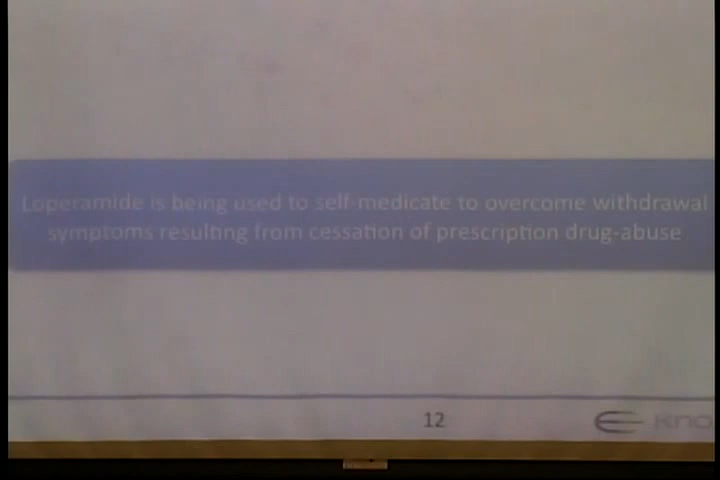 Loperamide is being used to self-medicate to overcome withdrawal
symptoms resulting from cessation of prescription drug-abuse
12
kno